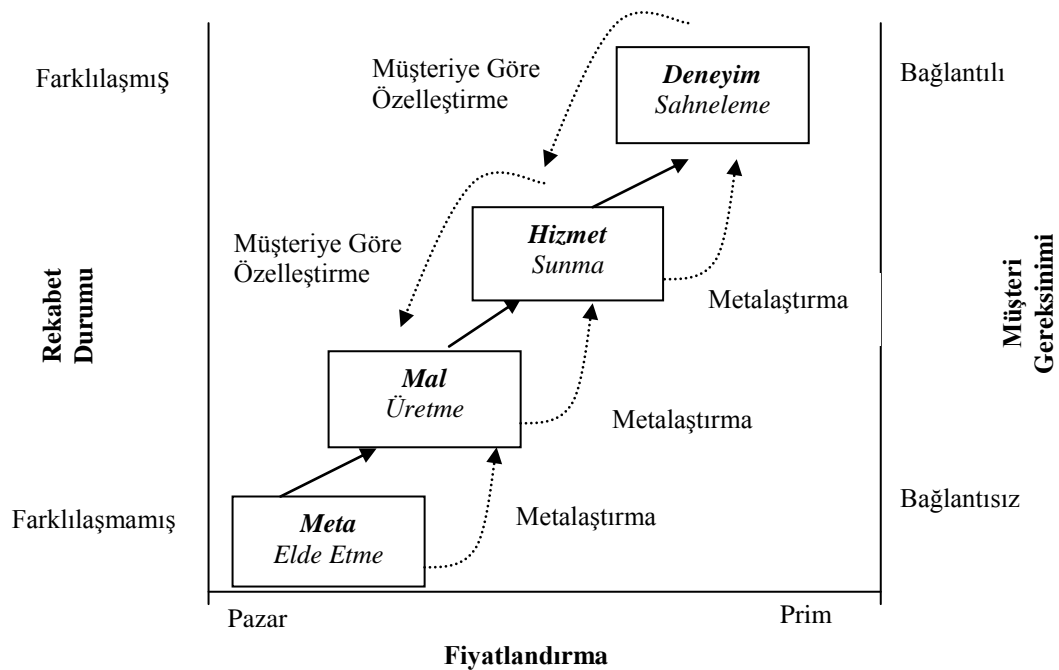 Farklılaşmış
Müşteriye Göre
Özelleştirme
Deneyim
Sahneleme
Bağlantılı
Müşteriye Göre
Özelleştirme
Hizmet
Sunma
Metalaştırma
Rekabet
Durumu
Müşteri
Gereksinimi
Mal
Üretme
Metalaştırma
Farklılaşmamış
Meta
Elde Etme
Metalaştırma
Bağlantısız
Pazar
Prim
Fiyatlandırma